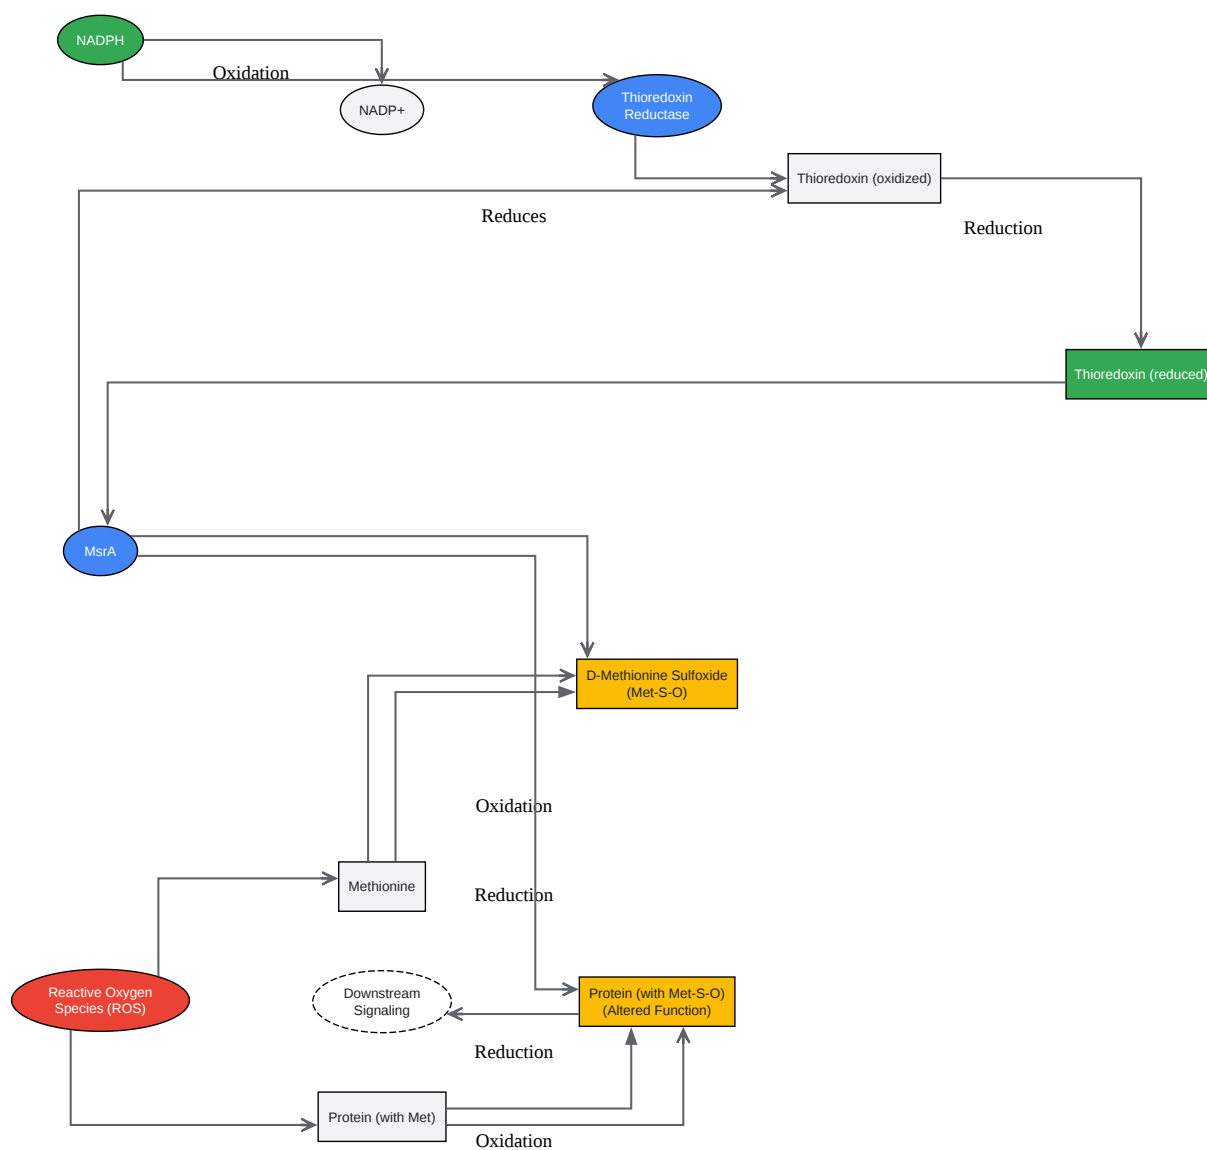 NADPH
Oxidation
NADP+
Thioredoxin
Reductase
Thioredoxin (oxidized)
Reduces
Reduction
Thioredoxin (reduced)
MsrA
D-Methionine Sulfoxide
(Met-S-O)
Oxidation
Methionine
Reduction
Reactive Oxygen
Species (ROS)
Downstream
Signaling
Protein (with Met-S-O)
(Altered Function)
Reduction
Protein (with Met)
Oxidation